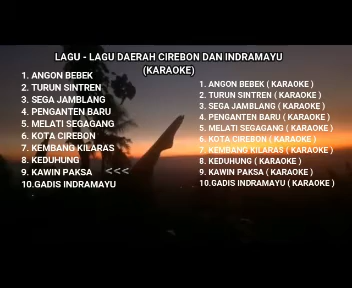 LAGU - LAGU DAERAH CIREBON DAN INDRAMAYU
(KARAOKE)
1. ANGON BEBEK
2. TURUN SINTREN
3. SEGA JAMBLANG
4. PENGANTEN BARU
5. MELATI SEGAGANG
6. KOTA CIREBON
7. KEMBANG KILARAS
8. KEDUHUNG
9. KAWIN PAKSA <<<
10.GADIS INDRAMAYU
1. ANGON BEBEK ( KARAOKE )
2. TURUN SINTREN ( KARAOKE )
3. SEGA JAMBLANG ( KARAOKE )
4. PENGANTEN BARU ( KARAOKE )
5. MELATI SEGAGANG ( KARAOKE )
6. KOTA CIREBON ( KARAOKE )
7. KEMBANG KILARAS ( KARAOKE )
8. KEDUHUNG ( KARAOKE )
9. KAWIN PAKSA ( KARAOKE )
10.GADIS INDRAMAYU ( KARAOKE )